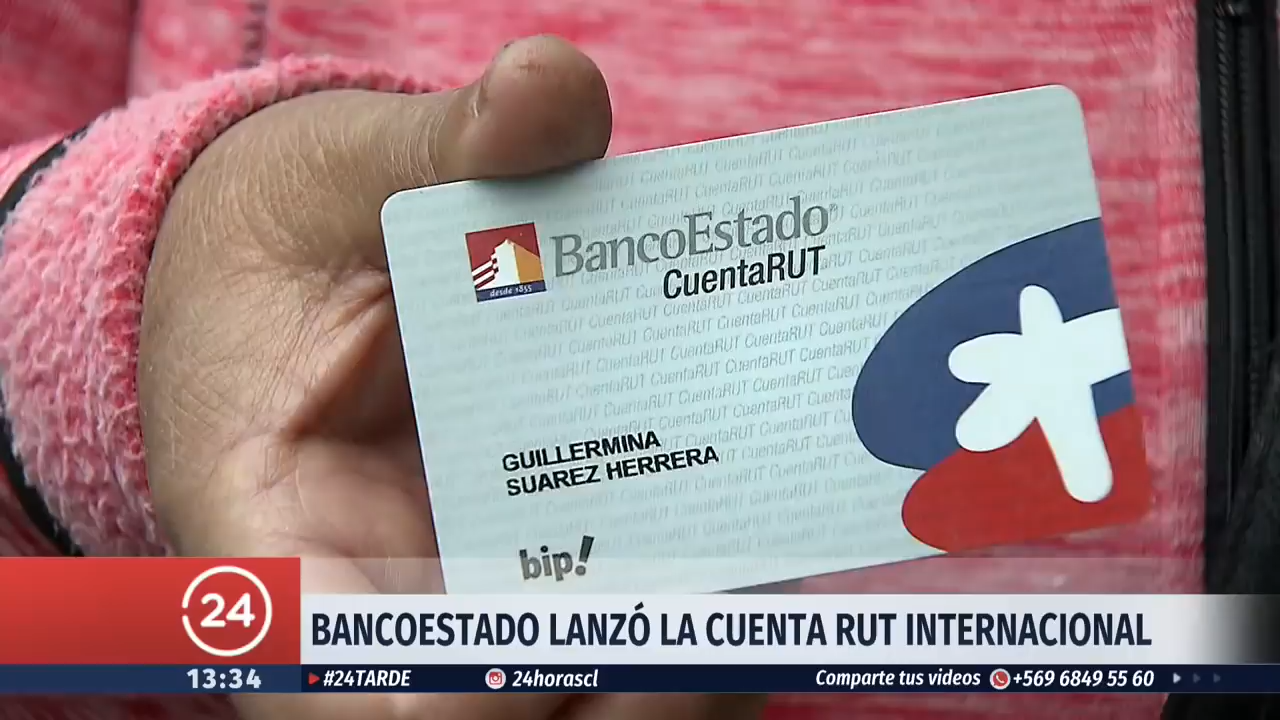 BancoEstado®
CuentaRUT
desde 1855
GUILLERMINA
SUAREZ HERRERA
bip!
24
BANCOESTADO LANZÓ LA CUENTA RUT INTERNACIONAL
13:34
#24TARDE
24horascl
Comparte tus videos
+569 6849 55 60